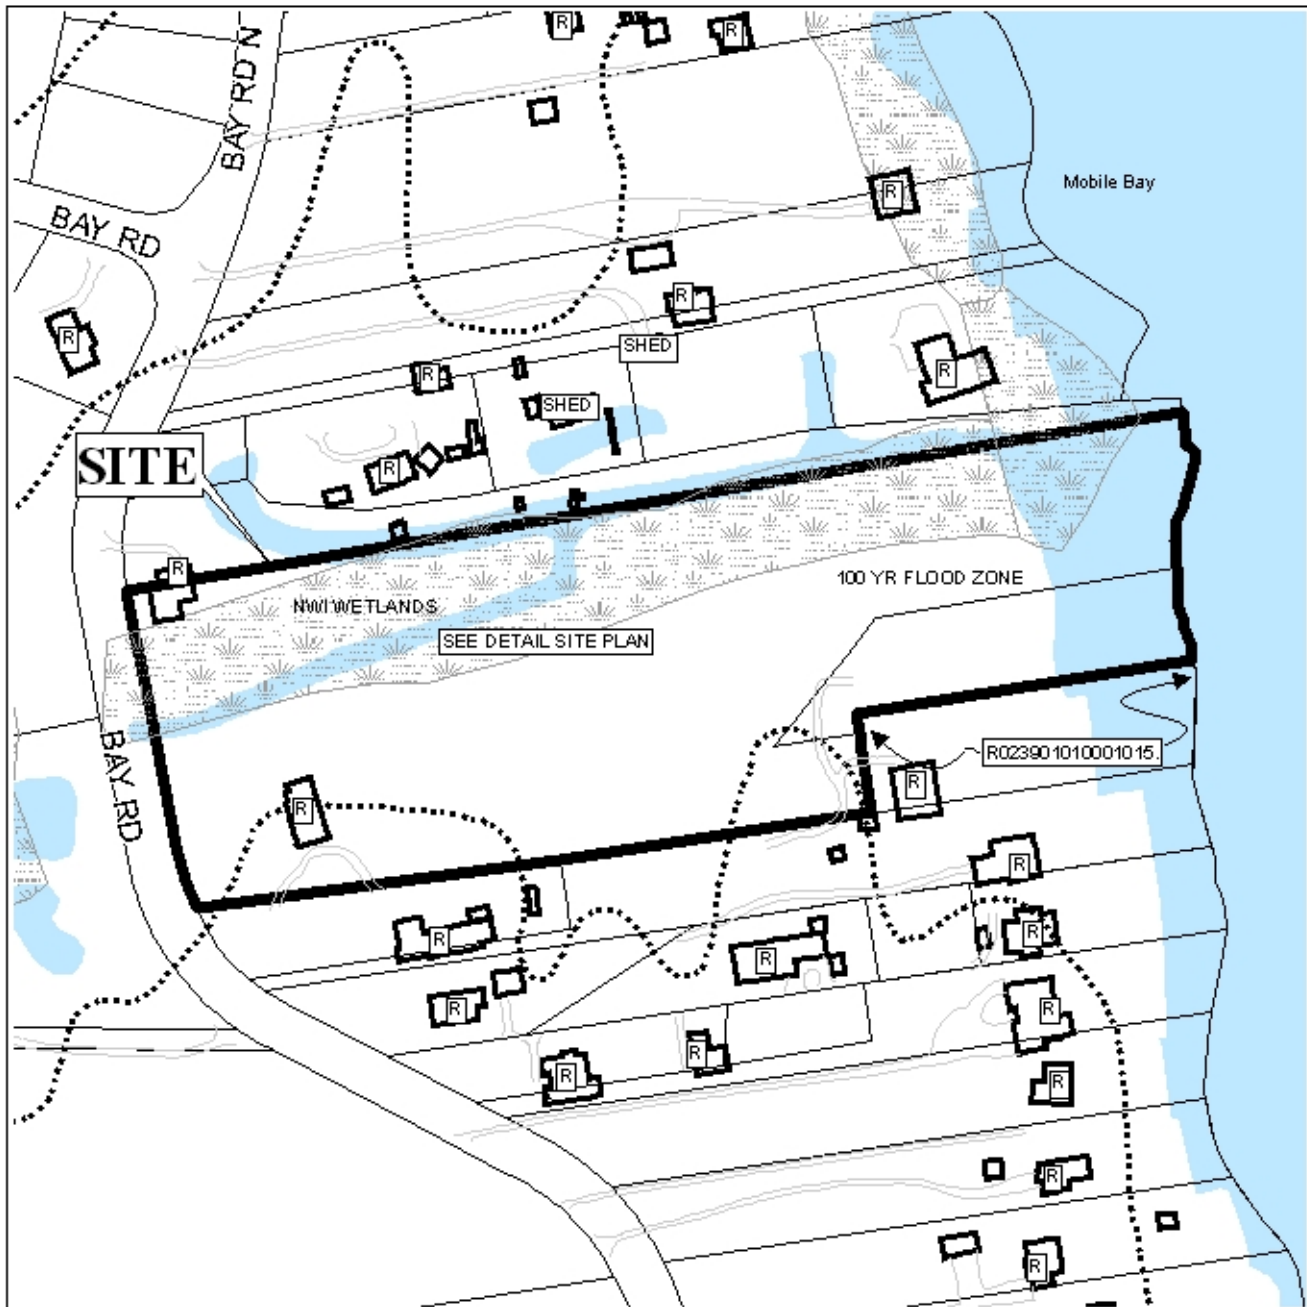 R
R
BAY RD N
Mobile Bay
R
BAY RD
R
R
SHED
R
R
SHED
SITE
R
R
100 YR FLOOD ZONE
NWI WETLANDS
SEE DETAIL SITE PLAN
R023901010001015.
BAY RD
R
R
R
R
R
R
R
R
R
R
R
R
R